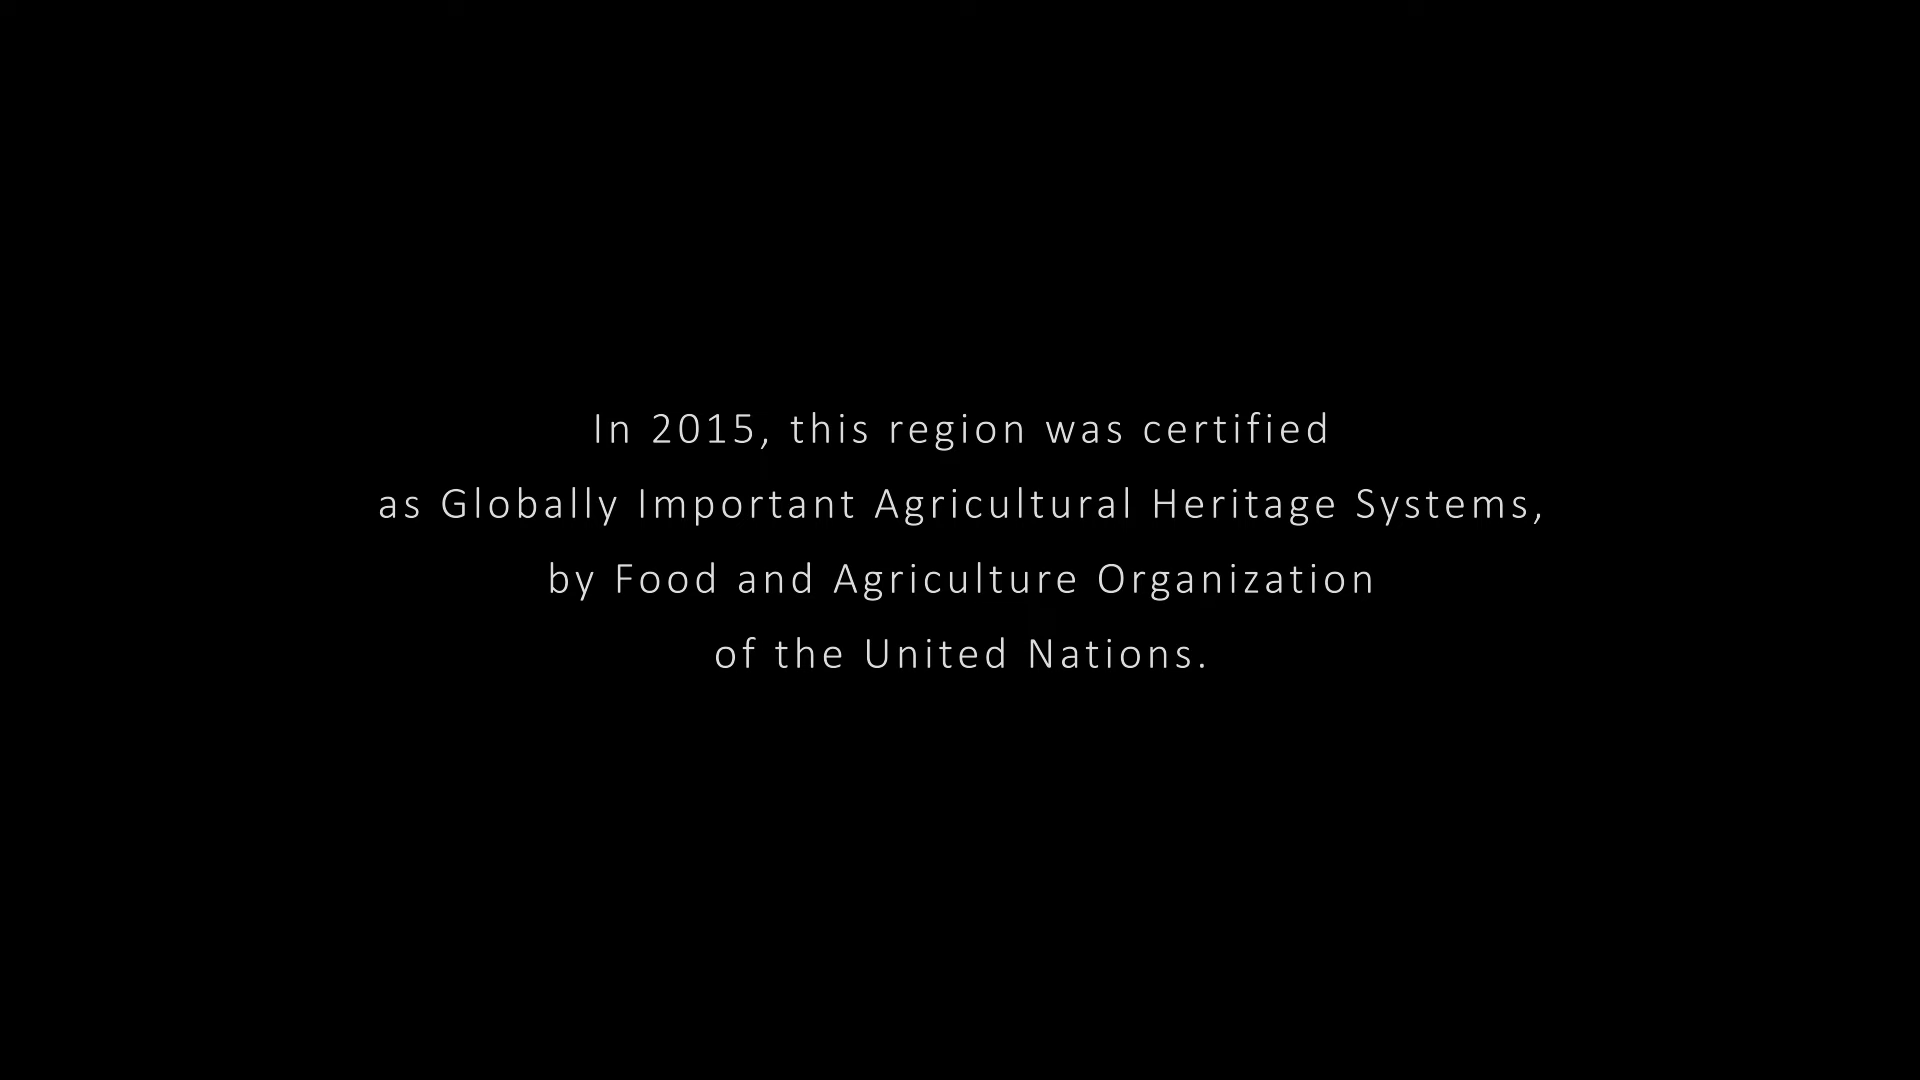 In 2015, this region was certified
as Globally Important Agricultural Heritage Systems,
by Food and Agriculture Organization
of the United Nations.